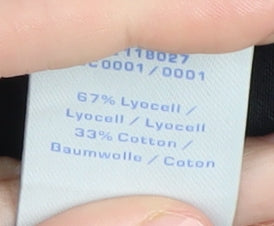 118027
C0001/0001
67% Lyocell /
Lyocell / Lyocell
33% Cotton /
Baumwolle / Coton